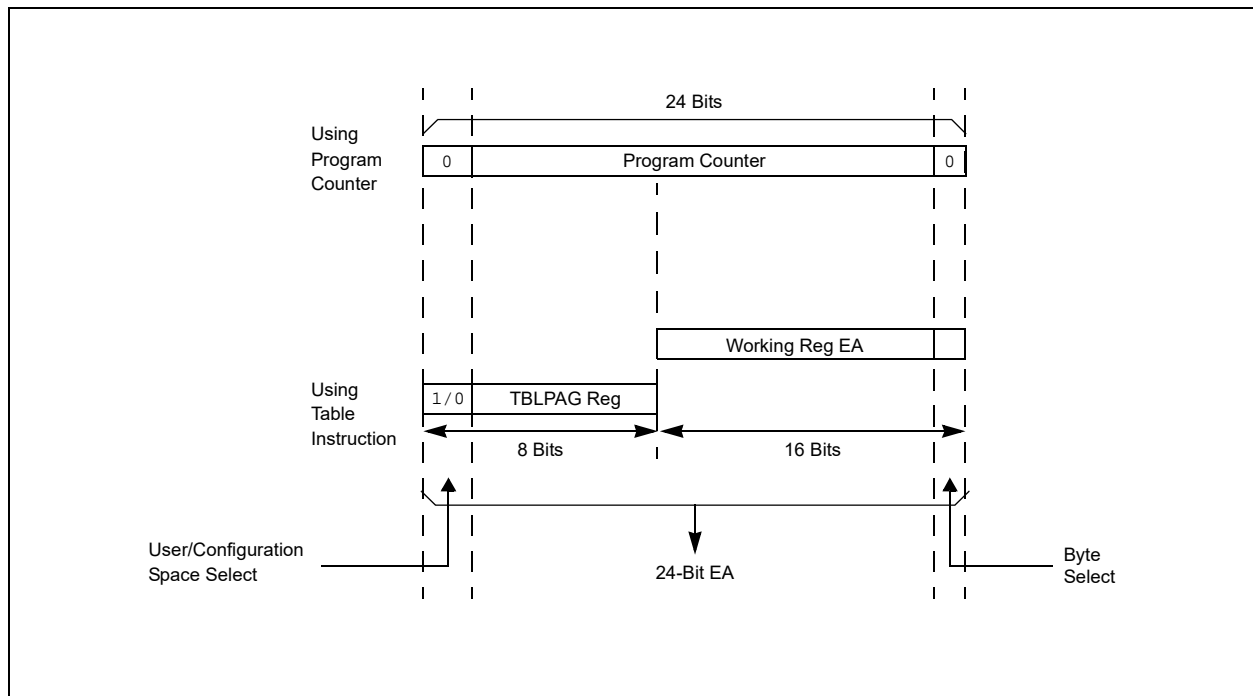 24 Bits
Using
Program
Counter
0
Program Counter
0
Working Reg EA
Using
Table
Instruction
1/0
TBLPAG Reg
8 Bits
16 Bits
User/Configuration
Space Select
24-Bit EA
Byte
Select